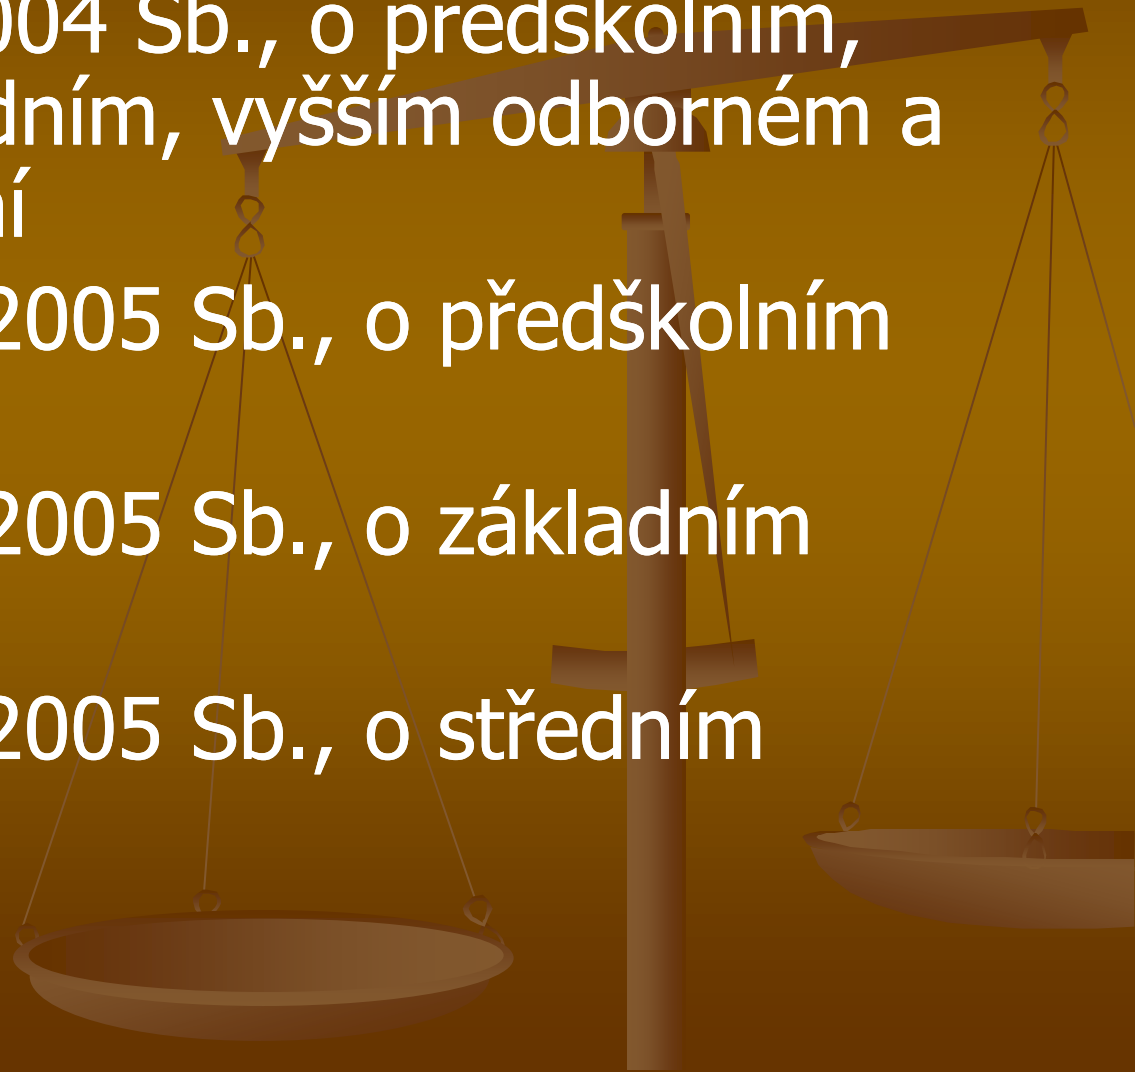 004 Sb., o předškolním,
dním, vyšším odborném a
ní
2005 Sb., o předškolním
2005 Sb., o základním
2005 Sb., o středním